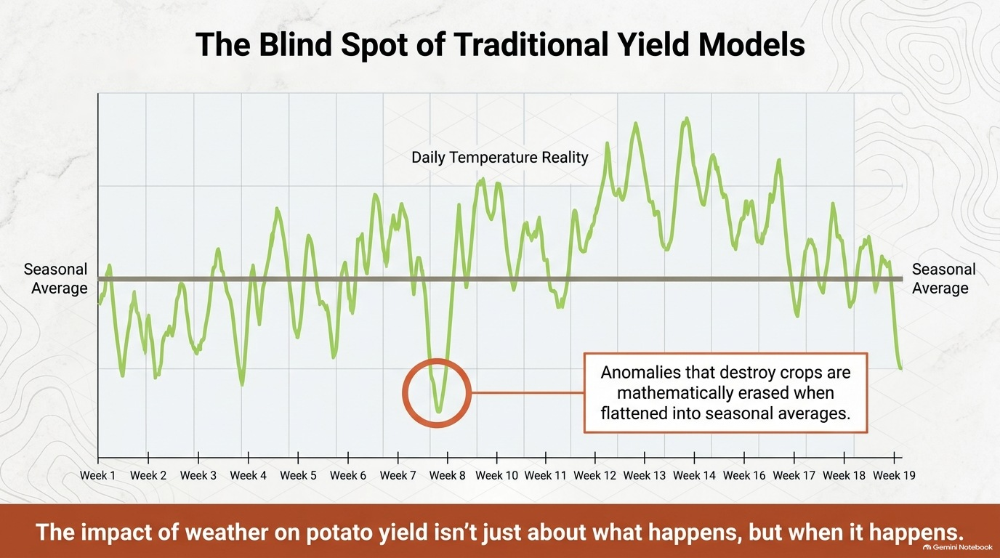 The Blind Spot of Traditional Yield Models
Daily Temperature Reality
Seasonal
Average
Seasonal
Average
Anomalies that destroy crops are
mathematically erased when
flattened into seasonal averages.
Week 1 Week 2 Week 3 Week 4 Week 5 Week 6 Week 7 Week 8 Week 10 Week 11 Week 12 Week 13 Week 14 Week 16 Week 17 Week 18 Week 19
The impact of weather on potato yield isn’t just about what happens, but when it happens.
Gemini Notebook